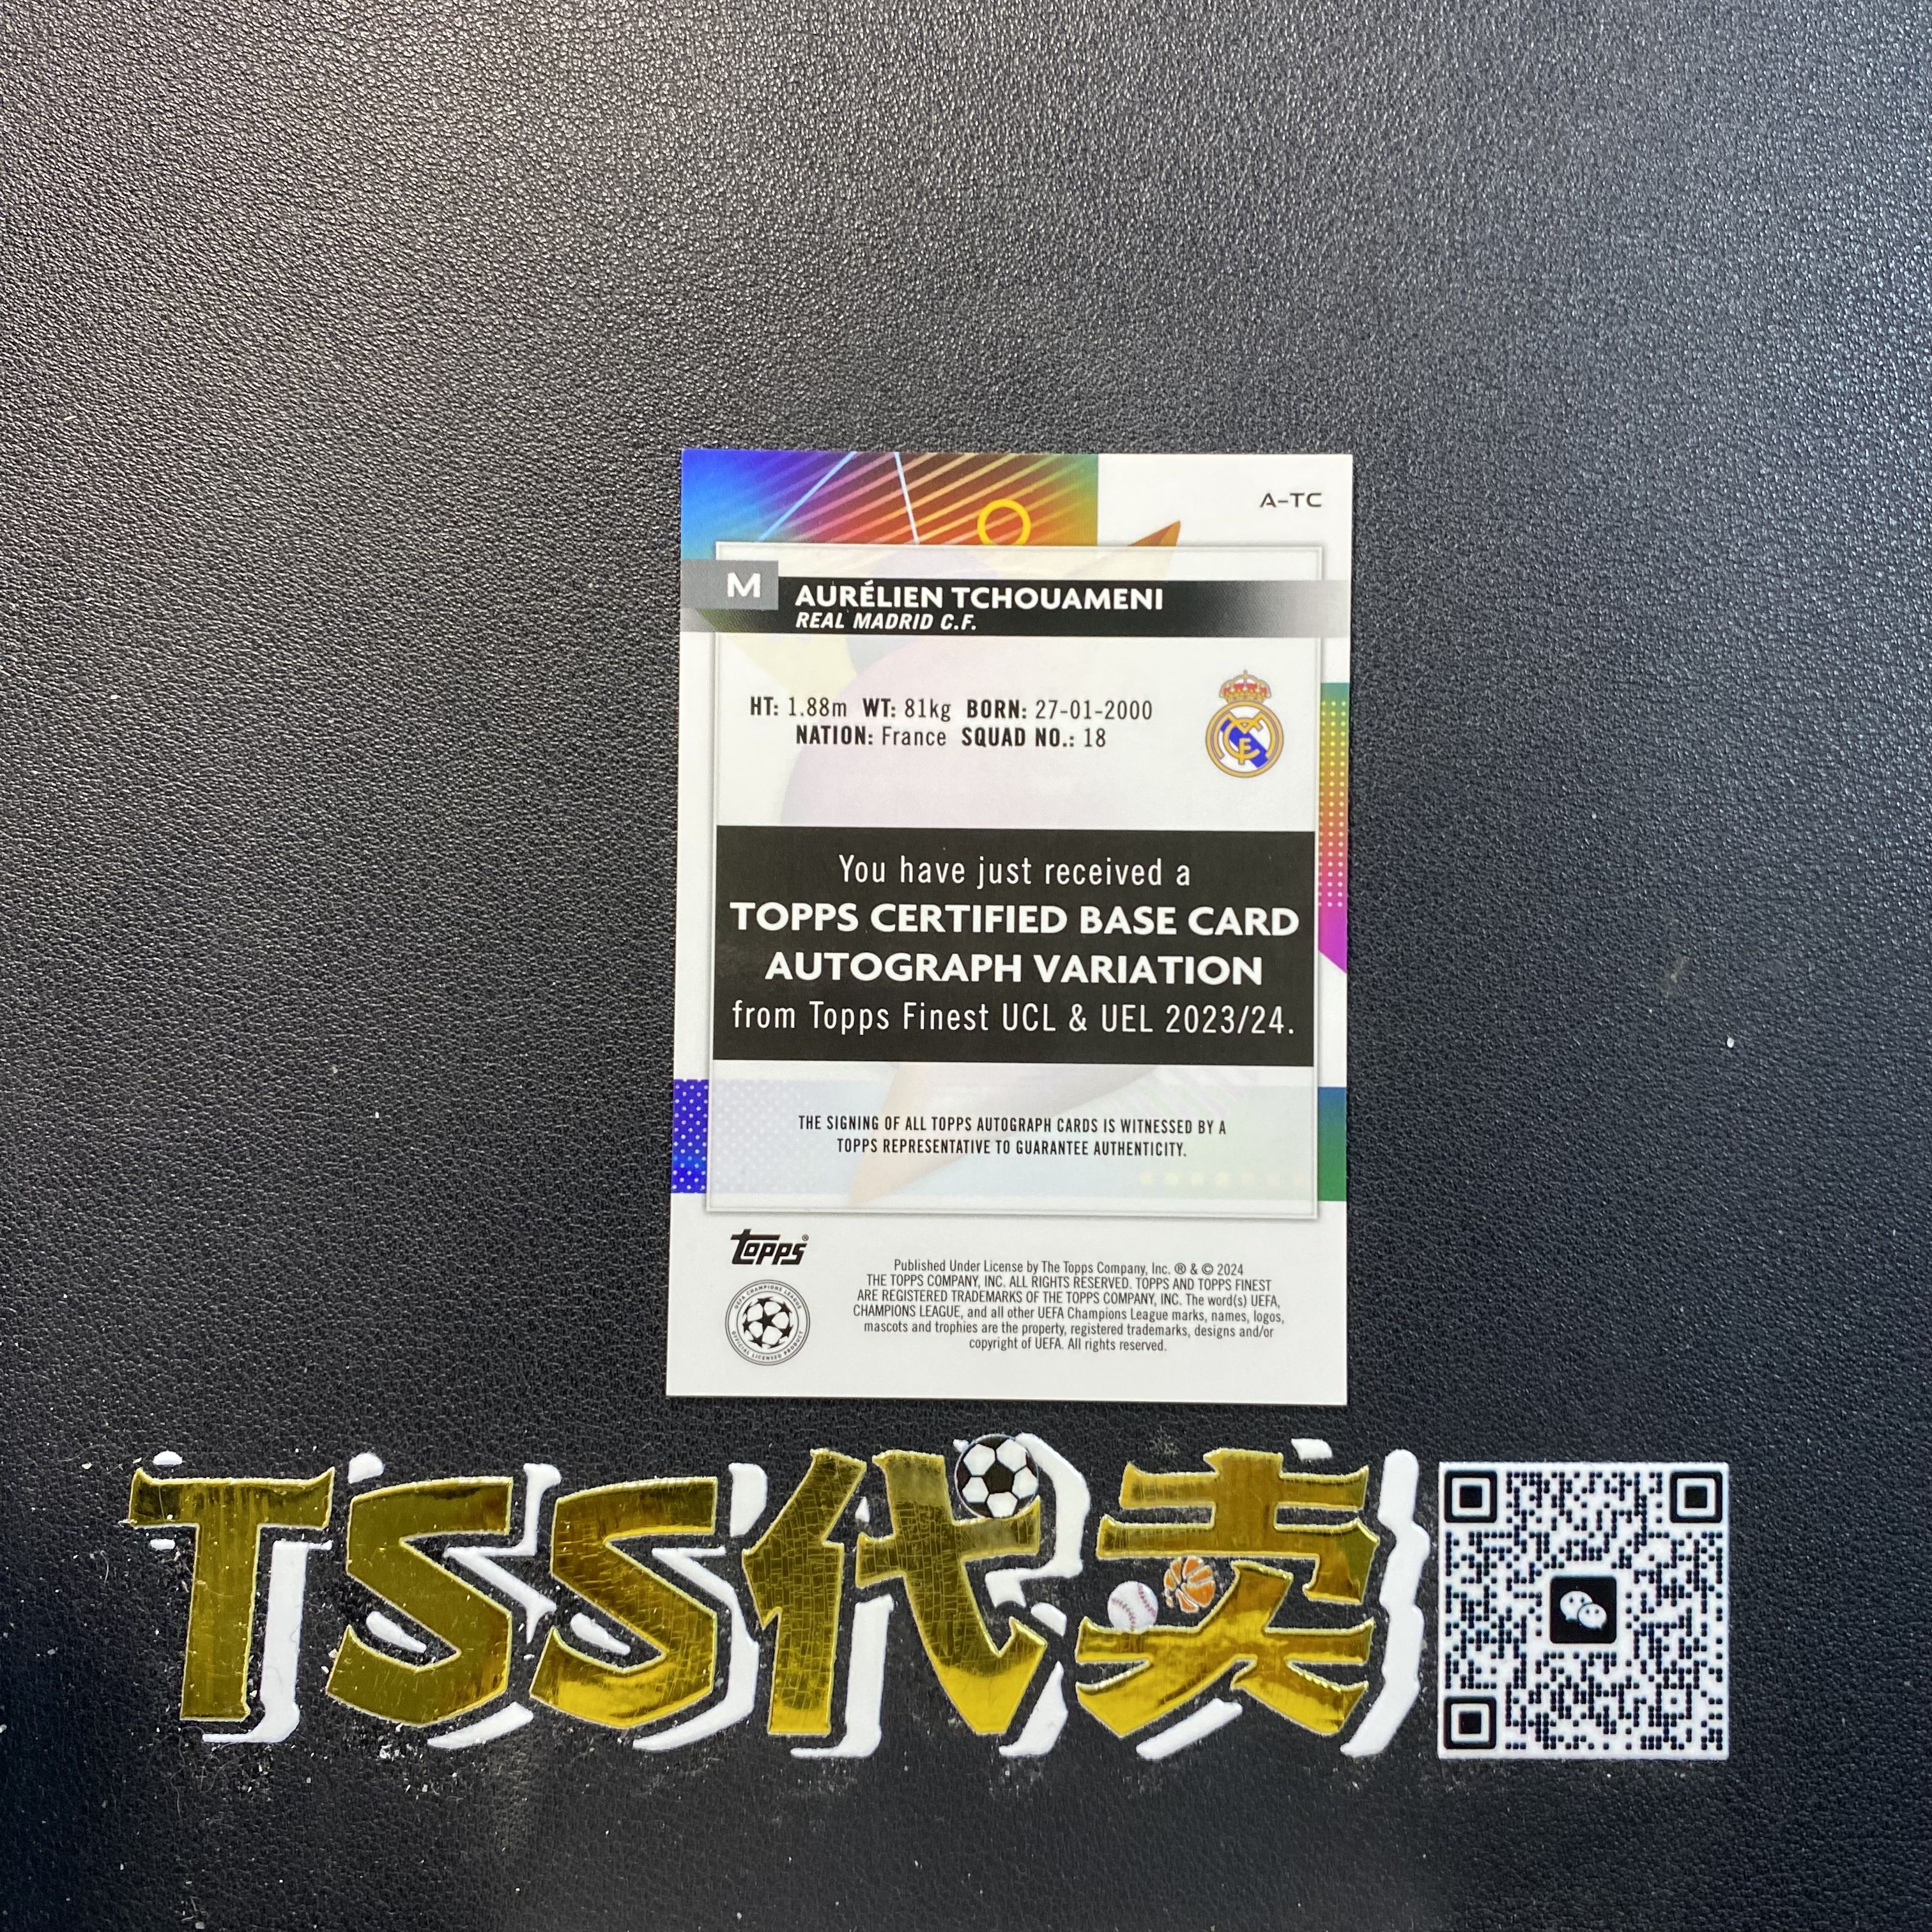 A-TC
M
AURÉLIEN TCHOUAMENI
REAL MADRID C.F.
HT: 1.88m WT: 81kg BORN: 27-01-2000
NATION: France SQUAD NO.: 18
You have just received a
TOPPS CERTIFIED BASE CARD
AUTOGRAPH VARIATION
from Topps Finest UCL & UEL 2023/24.
THE SIGNING OF ALL TOPPS AUTOGRAPH CARDS IS WITNESSED BY A
TOPPS REPRESENTATIVE TO GUARANTEE AUTHENTICITY.
topps®
UEFA CHAMPIONS LEAGUE
OFFICIAL LICENSED PRODUCT
Published Under License by The Topps Company, Inc. ® & © 2024
THE TOPPS COMPANY, INC. ALL RIGHTS RESERVED. TOPPS AND TOPPS FINEST
ARE REGISTERED TRADEMARKS OF THE TOPPS COMPANY, INC. The word(s) UEFA,
CHAMPIONS LEAGUE, and all other UEFA Champions League marks, names, logos,
mascots and trophies are the property, registered trademarks, designs and/or
copyright of UEFA. All rights reserved.
TSS代卖